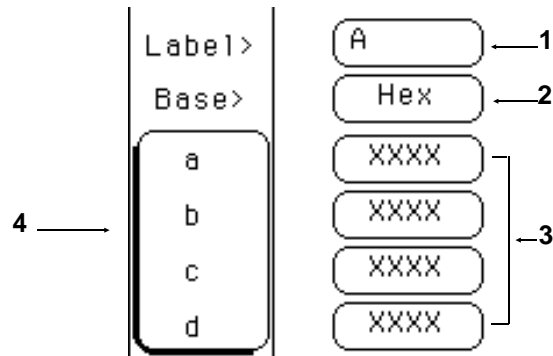 Label> A 1
Base> Hex 2
a XXXX
b XXXX
4 3
c XXXX
d XXXX